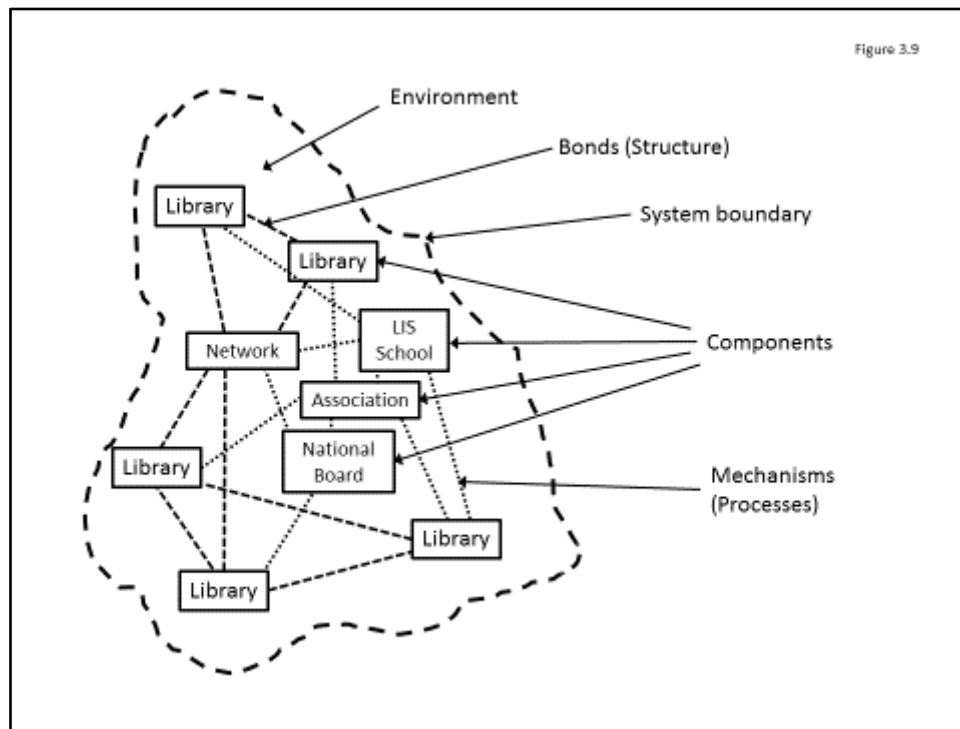 Figure 3.9
Environment
Bonds (Structure)
Library
System boundary
Library
LIS
School
Network
Components
Association
National
Board
Library
Mechanisms
(Processes)
Library
Library